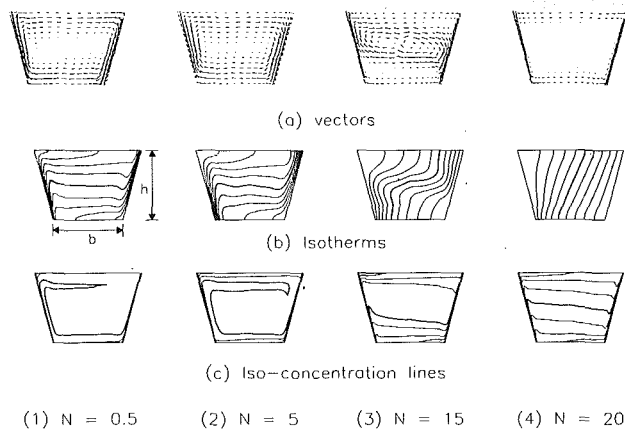 (a) vectors
h
b
(b) Isotherms
(c) Iso-concentration lines
(1) N = 0.5 (2) N = 5 (3) N = 15 (4) N = 20